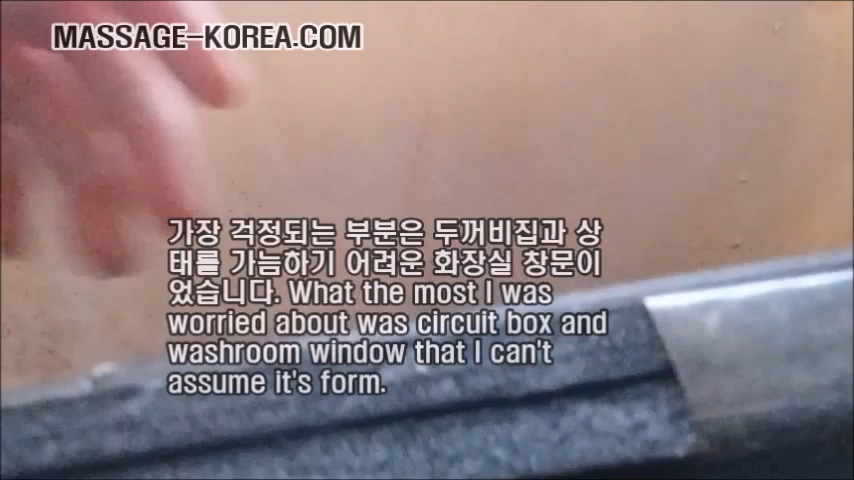 MASSAGE-KOREA.COM
가장 걱정되는 부분은 두꺼비집과 상
태를 가늠하기 어려운 화장실 창문이
었습니다. What the most I was
worried about was circuit box and
washroom window that I can't
assume it's form.